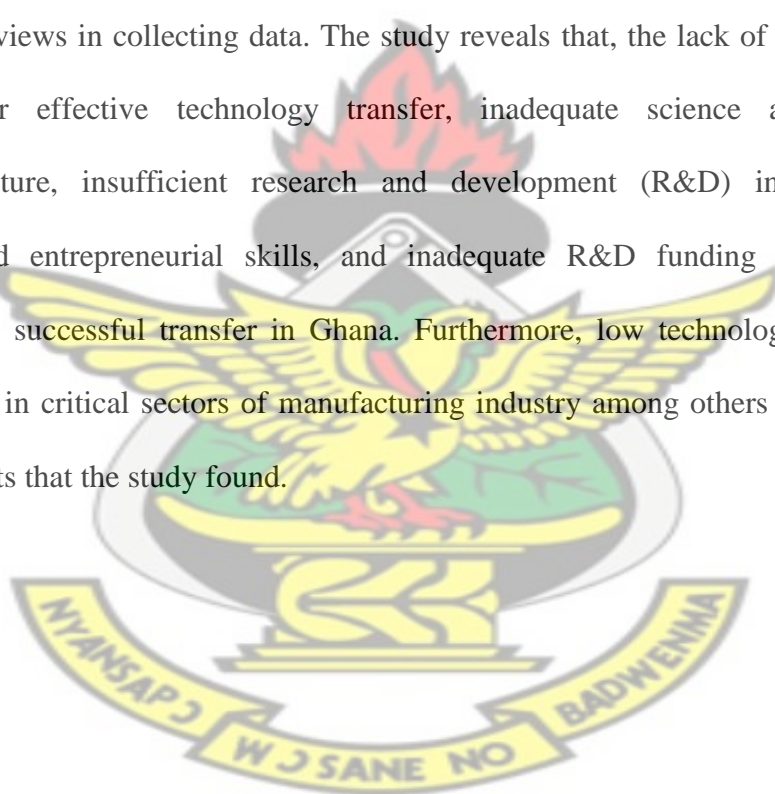 views in collecting data. The study reveals that, the lack of
r effective technology transfer, inadequate science a
ture, insufficient research and development (R&D) in
d entrepreneurial skills, and inadequate R&D funding
successful transfer in Ghana. Furthermore, low technolog
in critical sectors of manufacturing industry among others
ts that the study found.
NYANSAPƆ WƆSANE NO BADWENMA